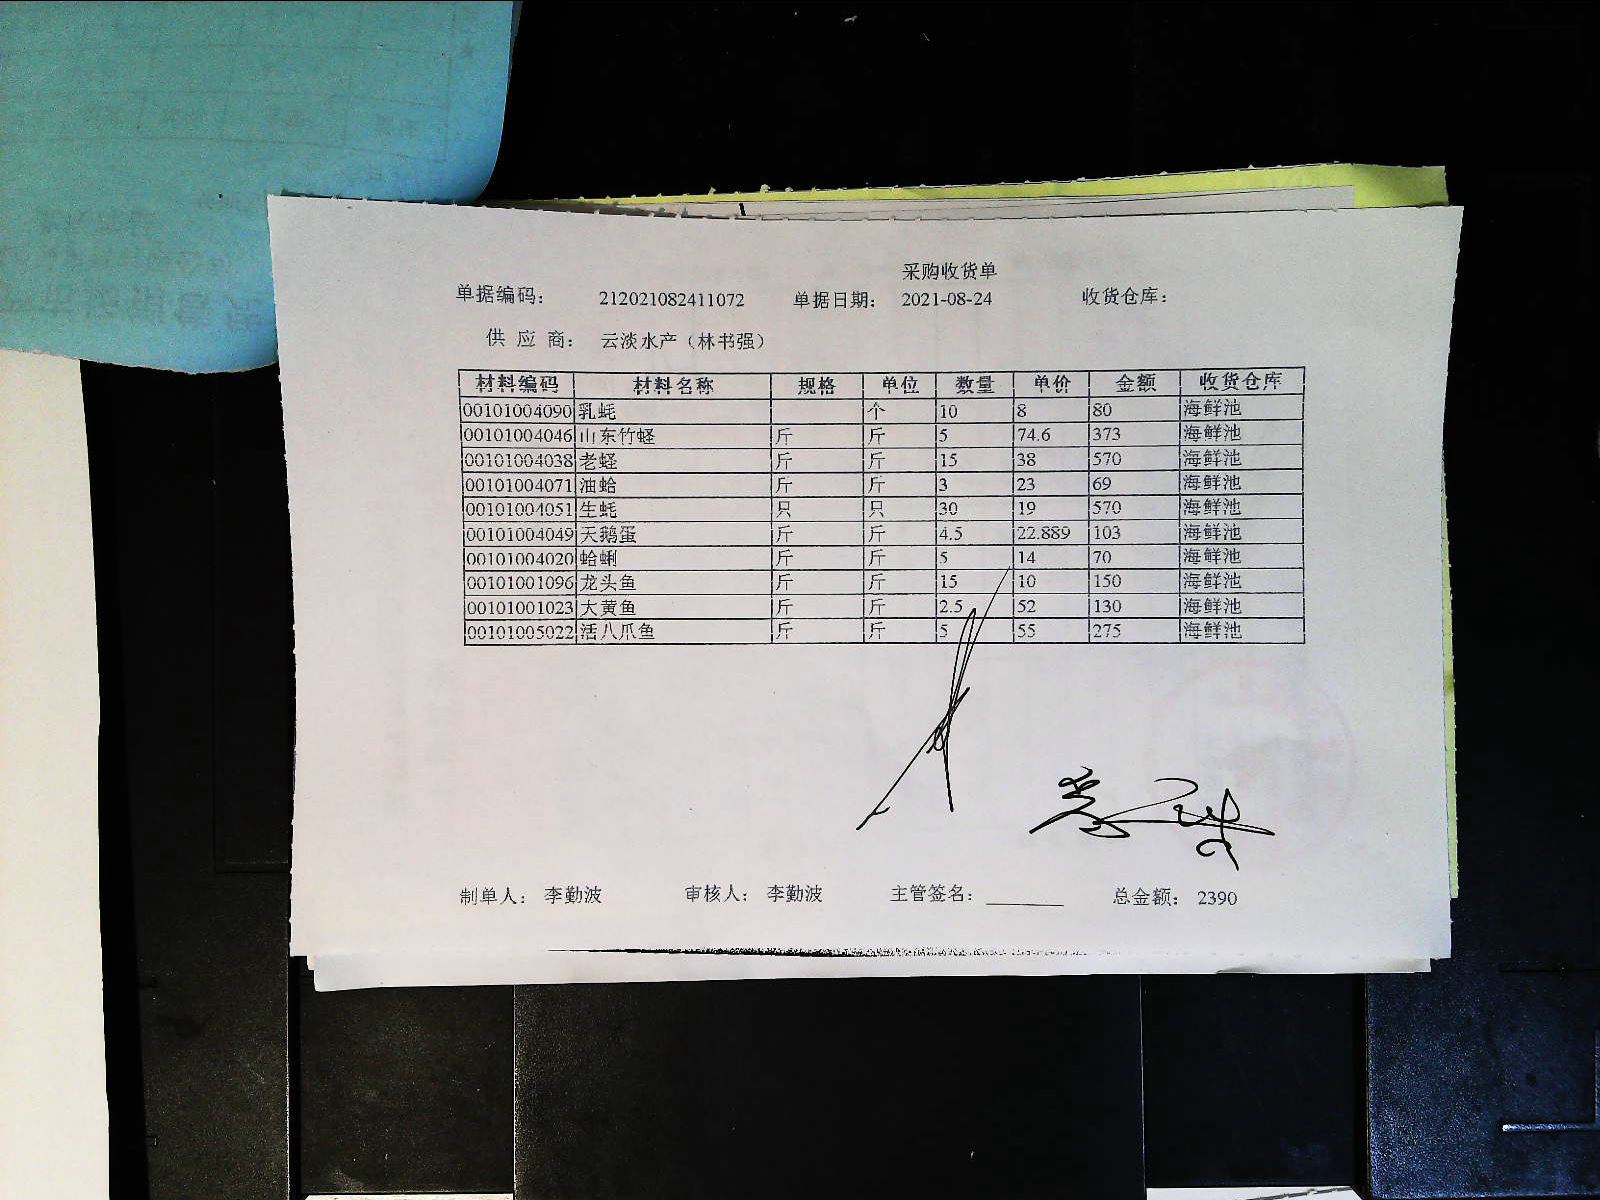 采购收货单
单据编码： 212021082411072 单据日期： 2021-08-24 收货仓库：
供 应 商： 云淡水产（林书强）
材料编码 材料名称 规格 单位 数量 单价 金额 收货仓库
00101004090 乳蚝 个 10 8 80 海鲜池
00101004046 山东竹蛏 斤 斤 5 74.6 373 海鲜池
00101004038 老蛏 斤 斤 15 38 570 海鲜池
00101004071 油蛤 斤 斤 3 23 69 海鲜池
00101004051 生蚝 只 只 30 19 570 海鲜池
00101004049 天鹅蛋 斤 斤 4.5 22.889 103 海鲜池
00101004020 蛤蜊 斤 斤 5 14 70 海鲜池
00101001096 龙头鱼 斤 斤 15 10 150 海鲜池
00101001023 大黄鱼 斤 斤 2.5 52 130 海鲜池
00101005022 活八爪鱼 斤 斤 5 55 275 海鲜池
制单人： 李勤波 审核人： 李勤波 主管签名： 总金额： 2390